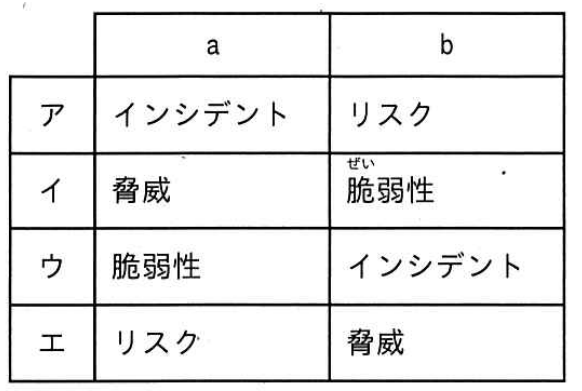 a b
ア インシデント リスク
イ 脅威 脆弱性
ぜい
ウ 脆弱性 インシデント
エ リスク 脅威